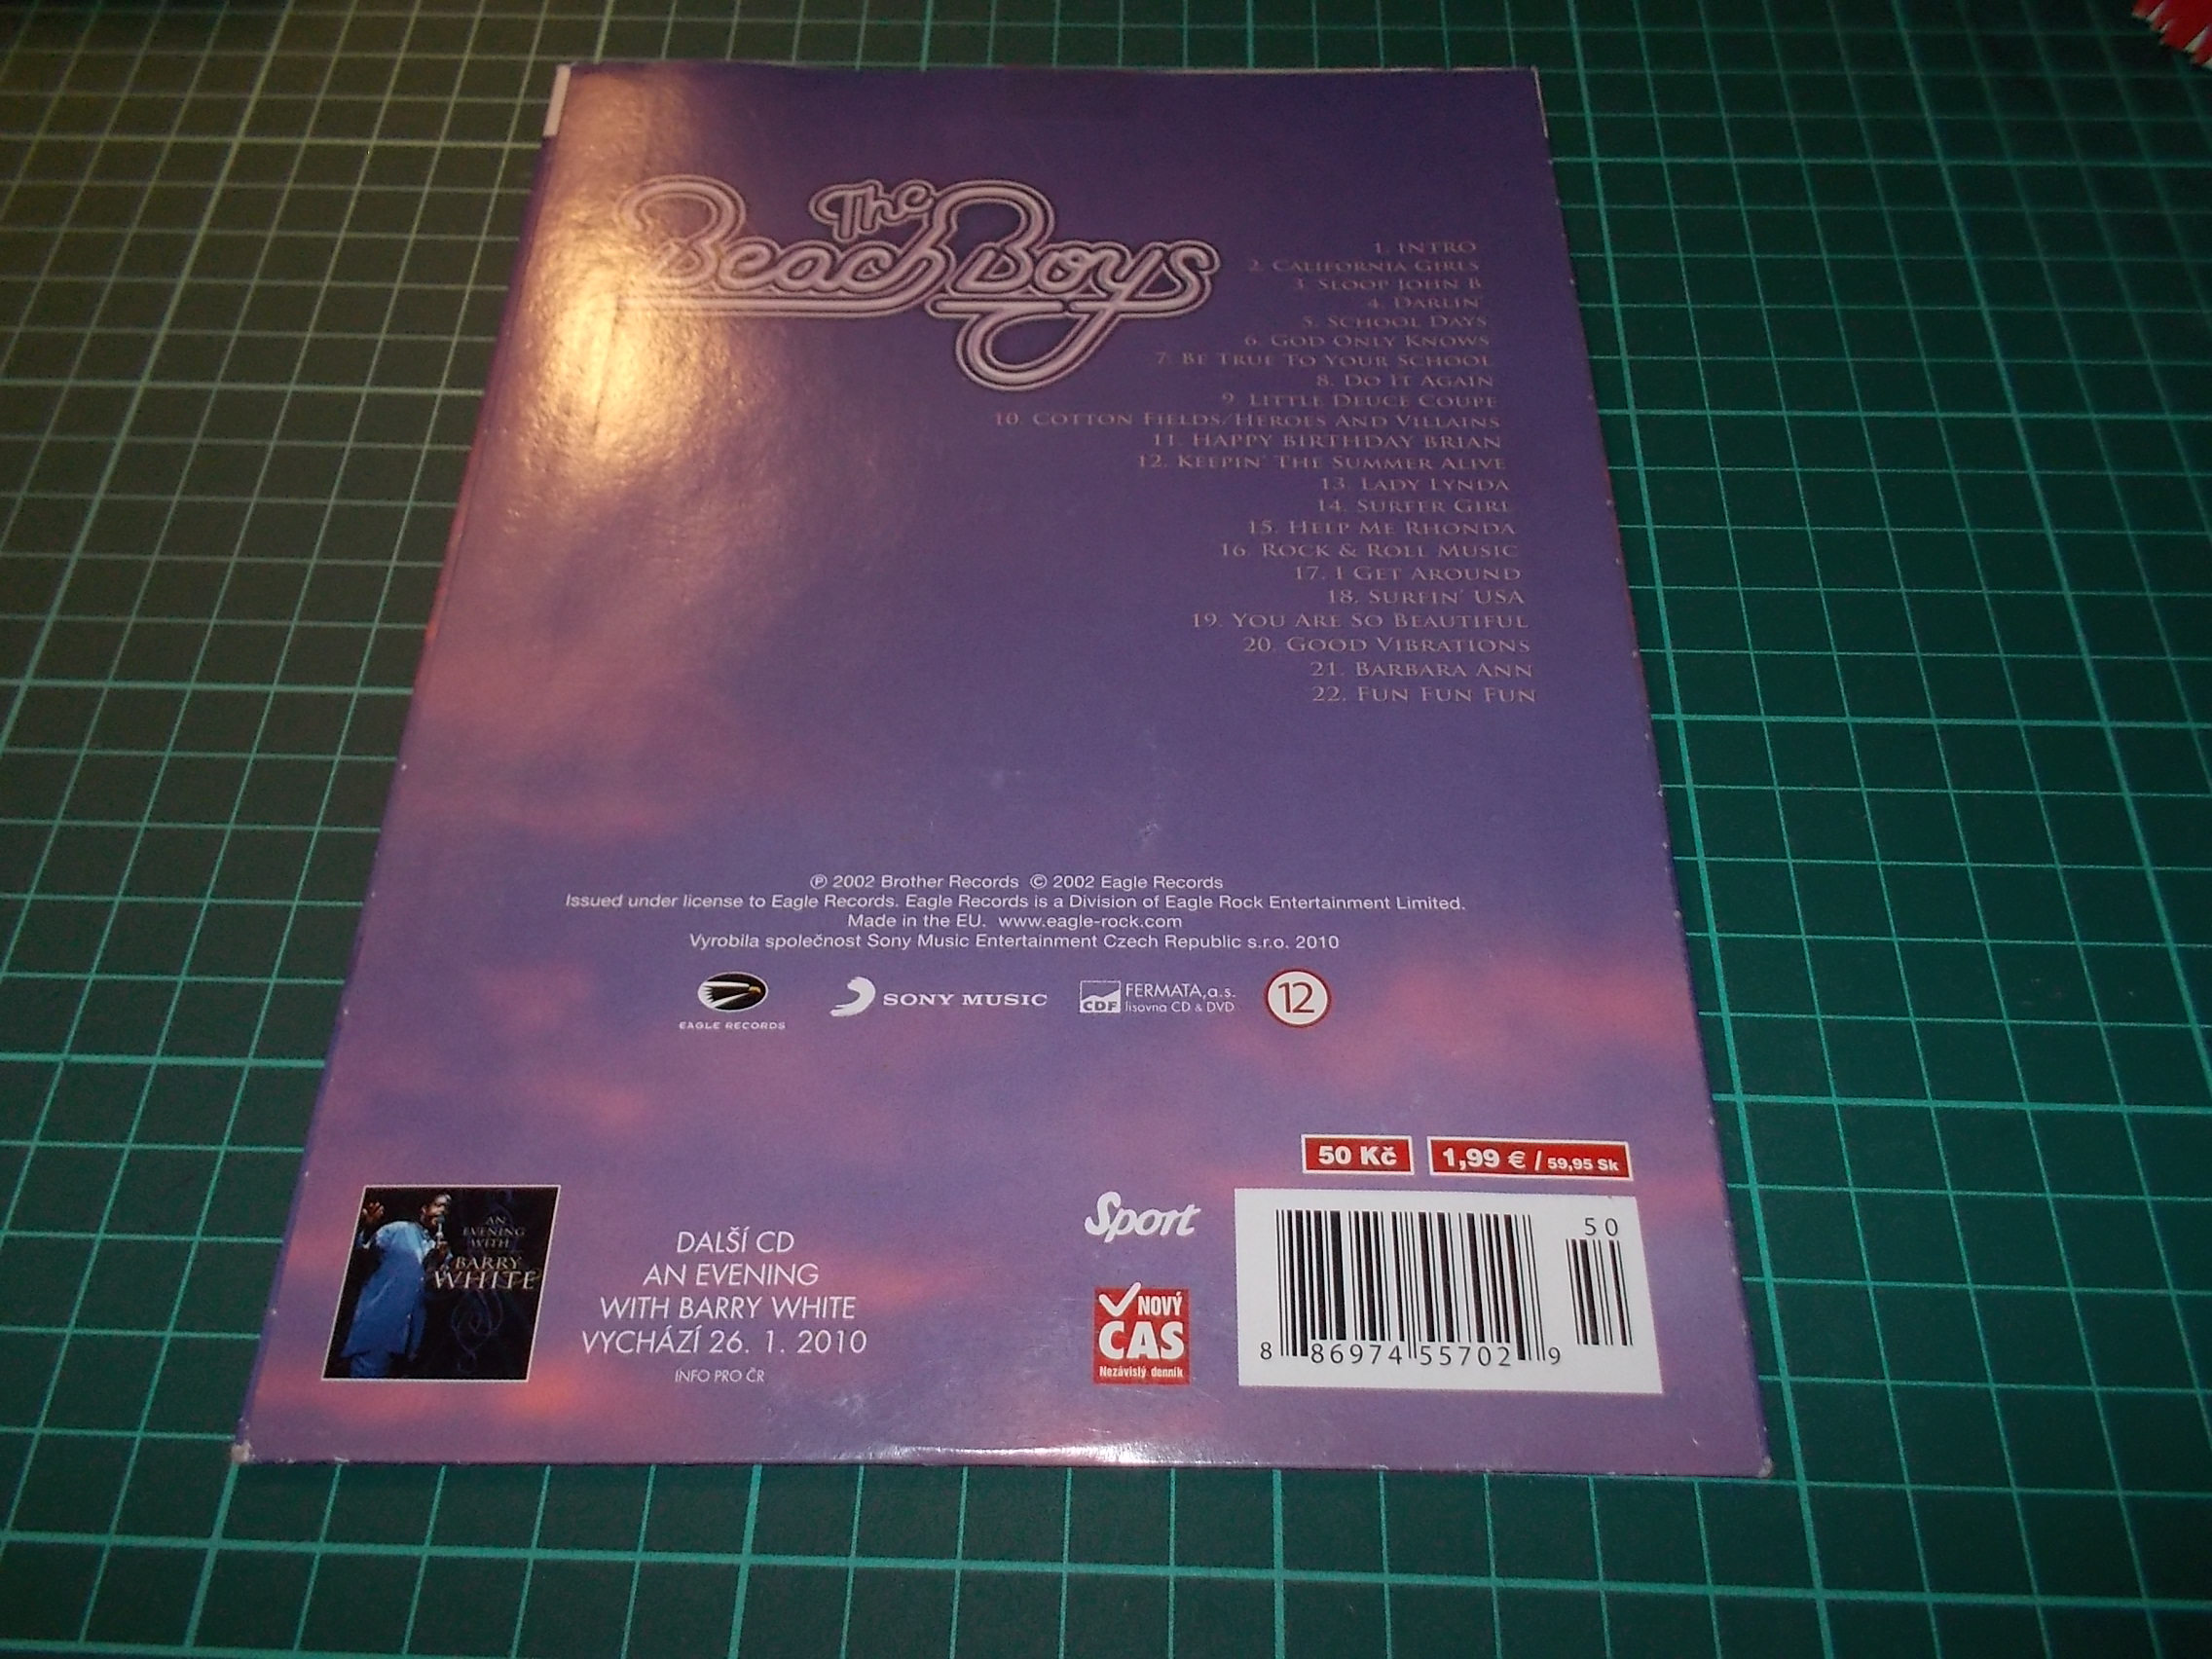 The
Beach Boys
1. Intro
2. California Girls
3. Sloop John B
4. Darlin'
5. School Days
6. God Only Knows
7. Be True To Your School
8. Do It Again
9. Little Deuce Coupe
10. Cotton Fields/Heroes And Villains
11. Happy Birthday Brian
12. Keepin' The Summer Alive
13. Lady Lynda
14. Surfer Girl
15. Help Me Rhonda
16. Rock & Roll Music
17. I Get Around
18. Surfin' USA
19. You Are So Beautiful
20. Good Vibrations
21. Barbara Ann
22. Fun Fun Fun
℗ 2002 Brother Records © 2002 Eagle Records
Issued under license to Eagle Records. Eagle Records is a Division of Eagle Rock Entertainment Limited.
Made in the EU. www.eagle-rock.com
Vyrobila společnost Sony Music Entertainment Czech Republic s.r.o. 2010
EAGLE RECORDS
SONY MUSIC
CDF
FERMATA,a.s.
lisovna CD & DVD
12
50 Kč
1,99 € / 59,95 Sk
AN
EVENING
WITH
BARRY
WHITE
DALŠÍ CD
AN EVENING
WITH BARRY WHITE
VYCHÁZÍ 26. 1. 2010
INFO PRO ČR
Sport
NOVÝ
ČAS
Nezávislý denník
50
8 86974 55702 9